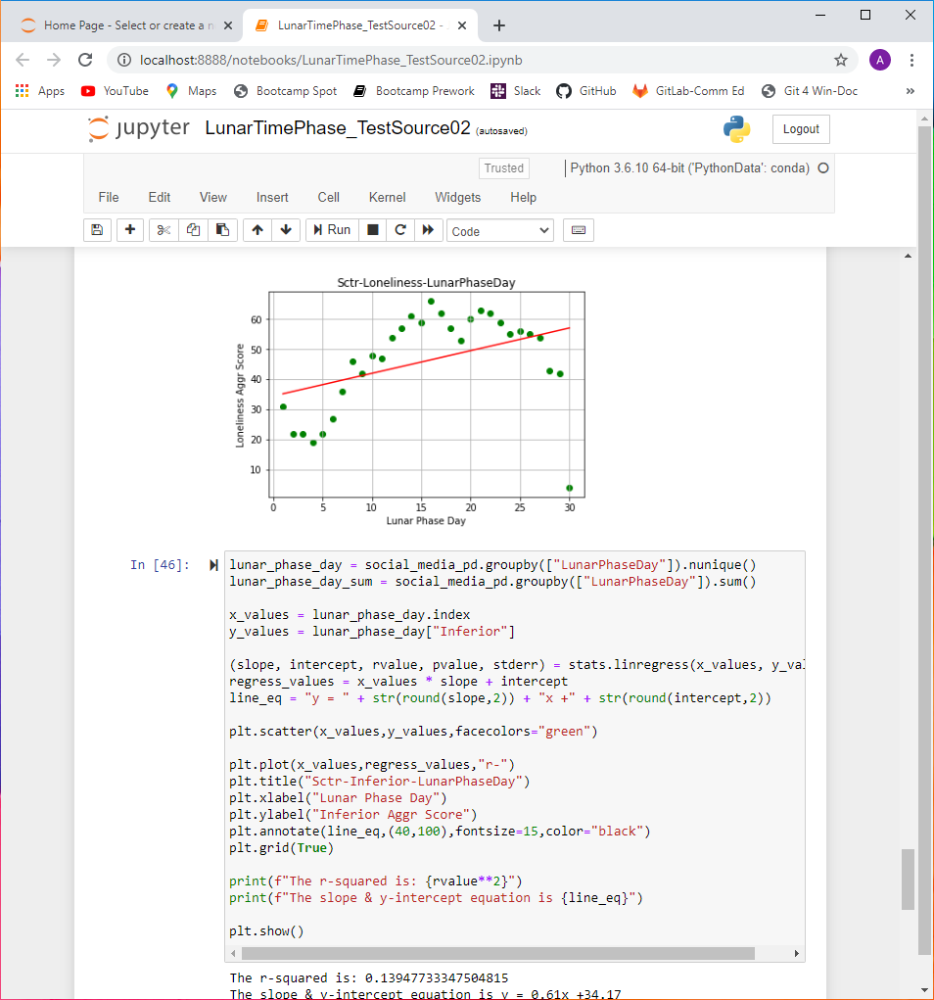 Home Page - Select or create a n
LunarTimePhase_TestSource02 -
localhost:8888/notebooks/LunarTimePhase_TestSource02.ipynb
A
Apps
YouTube
Maps
Bootcamp Spot
Bootcamp Prework
Slack
GitHub
GitLab-Comm Ed
Git 4 Win-Doc
»
jupyter LunarTimePhase_TestSource02 (autosaved)
Logout
Trusted
Python 3.6.10 64-bit ('PythonData': conda)
File Edit View Insert Cell Kernel Widgets Help
Run
Code
Sctr-Loneliness-LunarPhaseDay
60
50
40
30
20
10
Loneliness Aggr Score
0 5 10 15 20 25 30
Lunar Phase Day
In [46]:
lunar_phase_day = social_media_pd.groupby(["LunarPhaseDay"]).nunique()
lunar_phase_day_sum = social_media_pd.groupby(["LunarPhaseDay"]).sum()
x_values = lunar_phase_day.index
y_values = lunar_phase_day["Inferior"]
(slope, intercept, rvalue, pvalue, stderr) = stats.linregress(x_values, y_val
regress_values = x_values * slope + intercept
line_eq = "y = " + str(round(slope,2)) + "x +" + str(round(intercept,2))
plt.scatter(x_values,y_values,facecolors="green")
plt.plot(x_values,regress_values,"r-")
plt.title("Sctr-Inferior-LunarPhaseDay")
plt.xlabel("Lunar Phase Day")
plt.ylabel("Inferior Aggr Score")
plt.annotate(line_eq,(40,100),fontsize=15,color="black")
plt.grid(True)
print(f"The r-squared is: {rvalue**2}")
print(f"The slope & y-intercept equation is {line_eq}")
plt.show()
The r-squared is: 0.13947733347504815
The slope & y-intercept equation is y = 0.61x +34.17